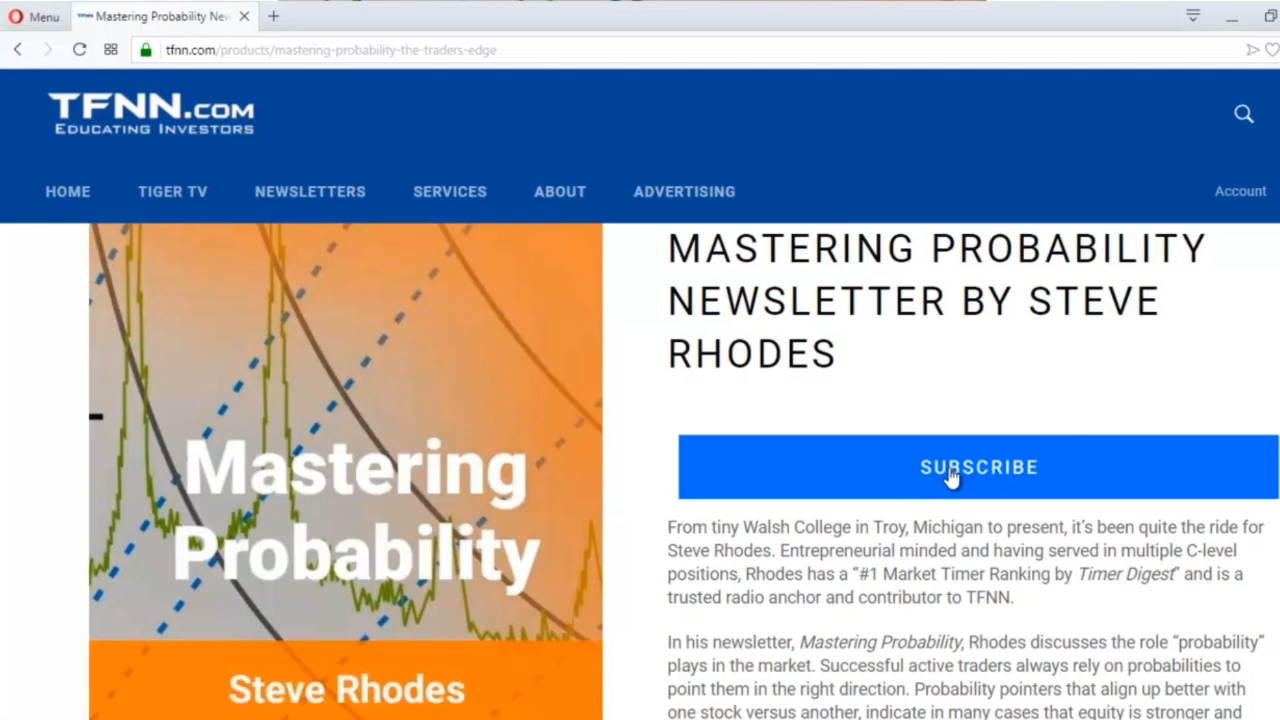 Menu
TFNN Mastering Probability New
tfnn.com/products/mastering-probability-the-traders-edge
TFNN.COM
EDUCATING INVESTORS
HOME TIGER TV NEWSLETTERS SERVICES ABOUT ADVERTISING Account
MASTERING PROBABILITY
NEWSLETTER BY STEVE
RHODES
SUBSCRIBE
Mastering
Probability
Steve Rhodes
From tiny Walsh College in Troy, Michigan to present, it’s been quite the ride for
Steve Rhodes. Entrepreneurial minded and having served in multiple C-level
positions, Rhodes has a “#1 Market Timer Ranking by Timer Digest” and is a
trusted radio anchor and contributor to TFNN.
In his newsletter, Mastering Probability, Rhodes discusses the role “probability”
plays in the market. Successful active traders always rely on probabilities to
point them in the right direction. Probability pointers that align up better with
one stock versus another, indicate in many cases that equity is stronger and